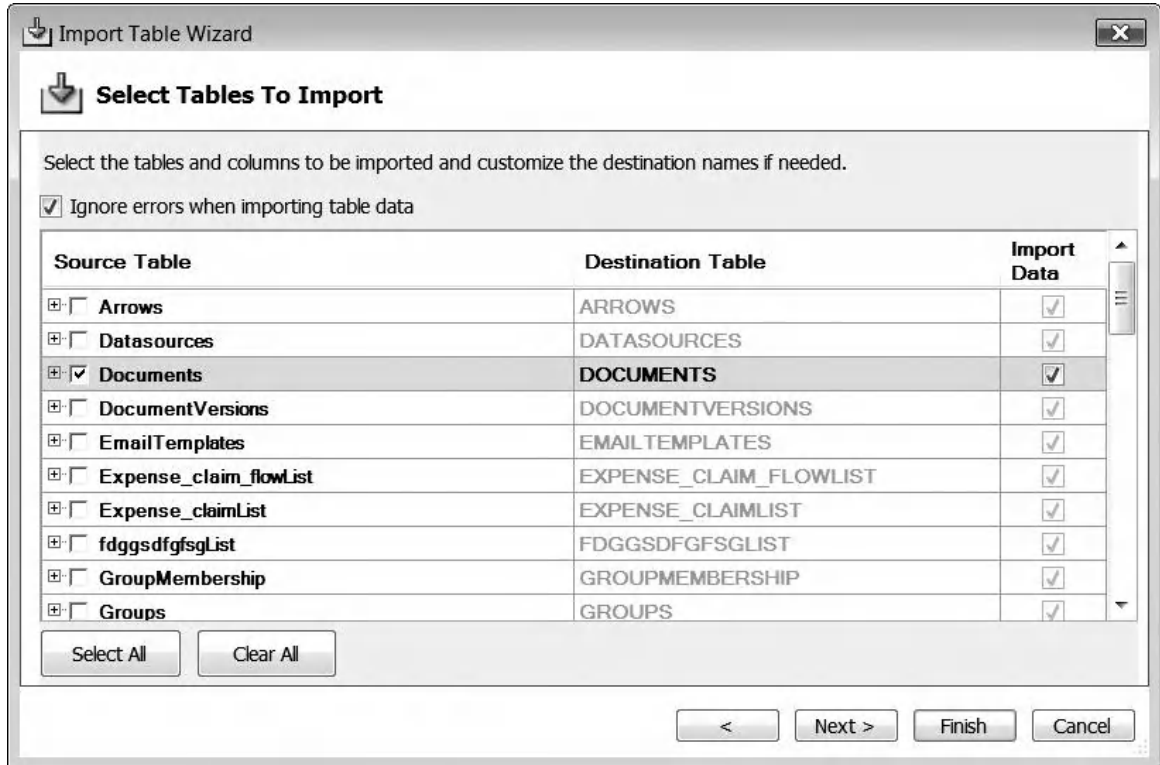 Import Table Wizard
Select Tables To Import
Select the tables and columns to be imported and customize the destination names if needed.
Ignore errors when importing table data
Source Table Destination Table Import Data
Arrows ARROWS
Datasources DATASOURCES
Documents DOCUMENTS
DocumentVersions DOCUMENTVERSIONS
EmailTemplates EMAILTEMPLATES
Expense_claim_flowList EXPENSE_CLAIM_FLOWLIST
Expense_claimList EXPENSE_CLAIMLIST
fdggsdfgfsgList FDGGSDFGFSGLIST
GroupMembership GROUPMEMBERSHIP
Groups GROUPS
Select All Clear All
< Next > Finish Cancel